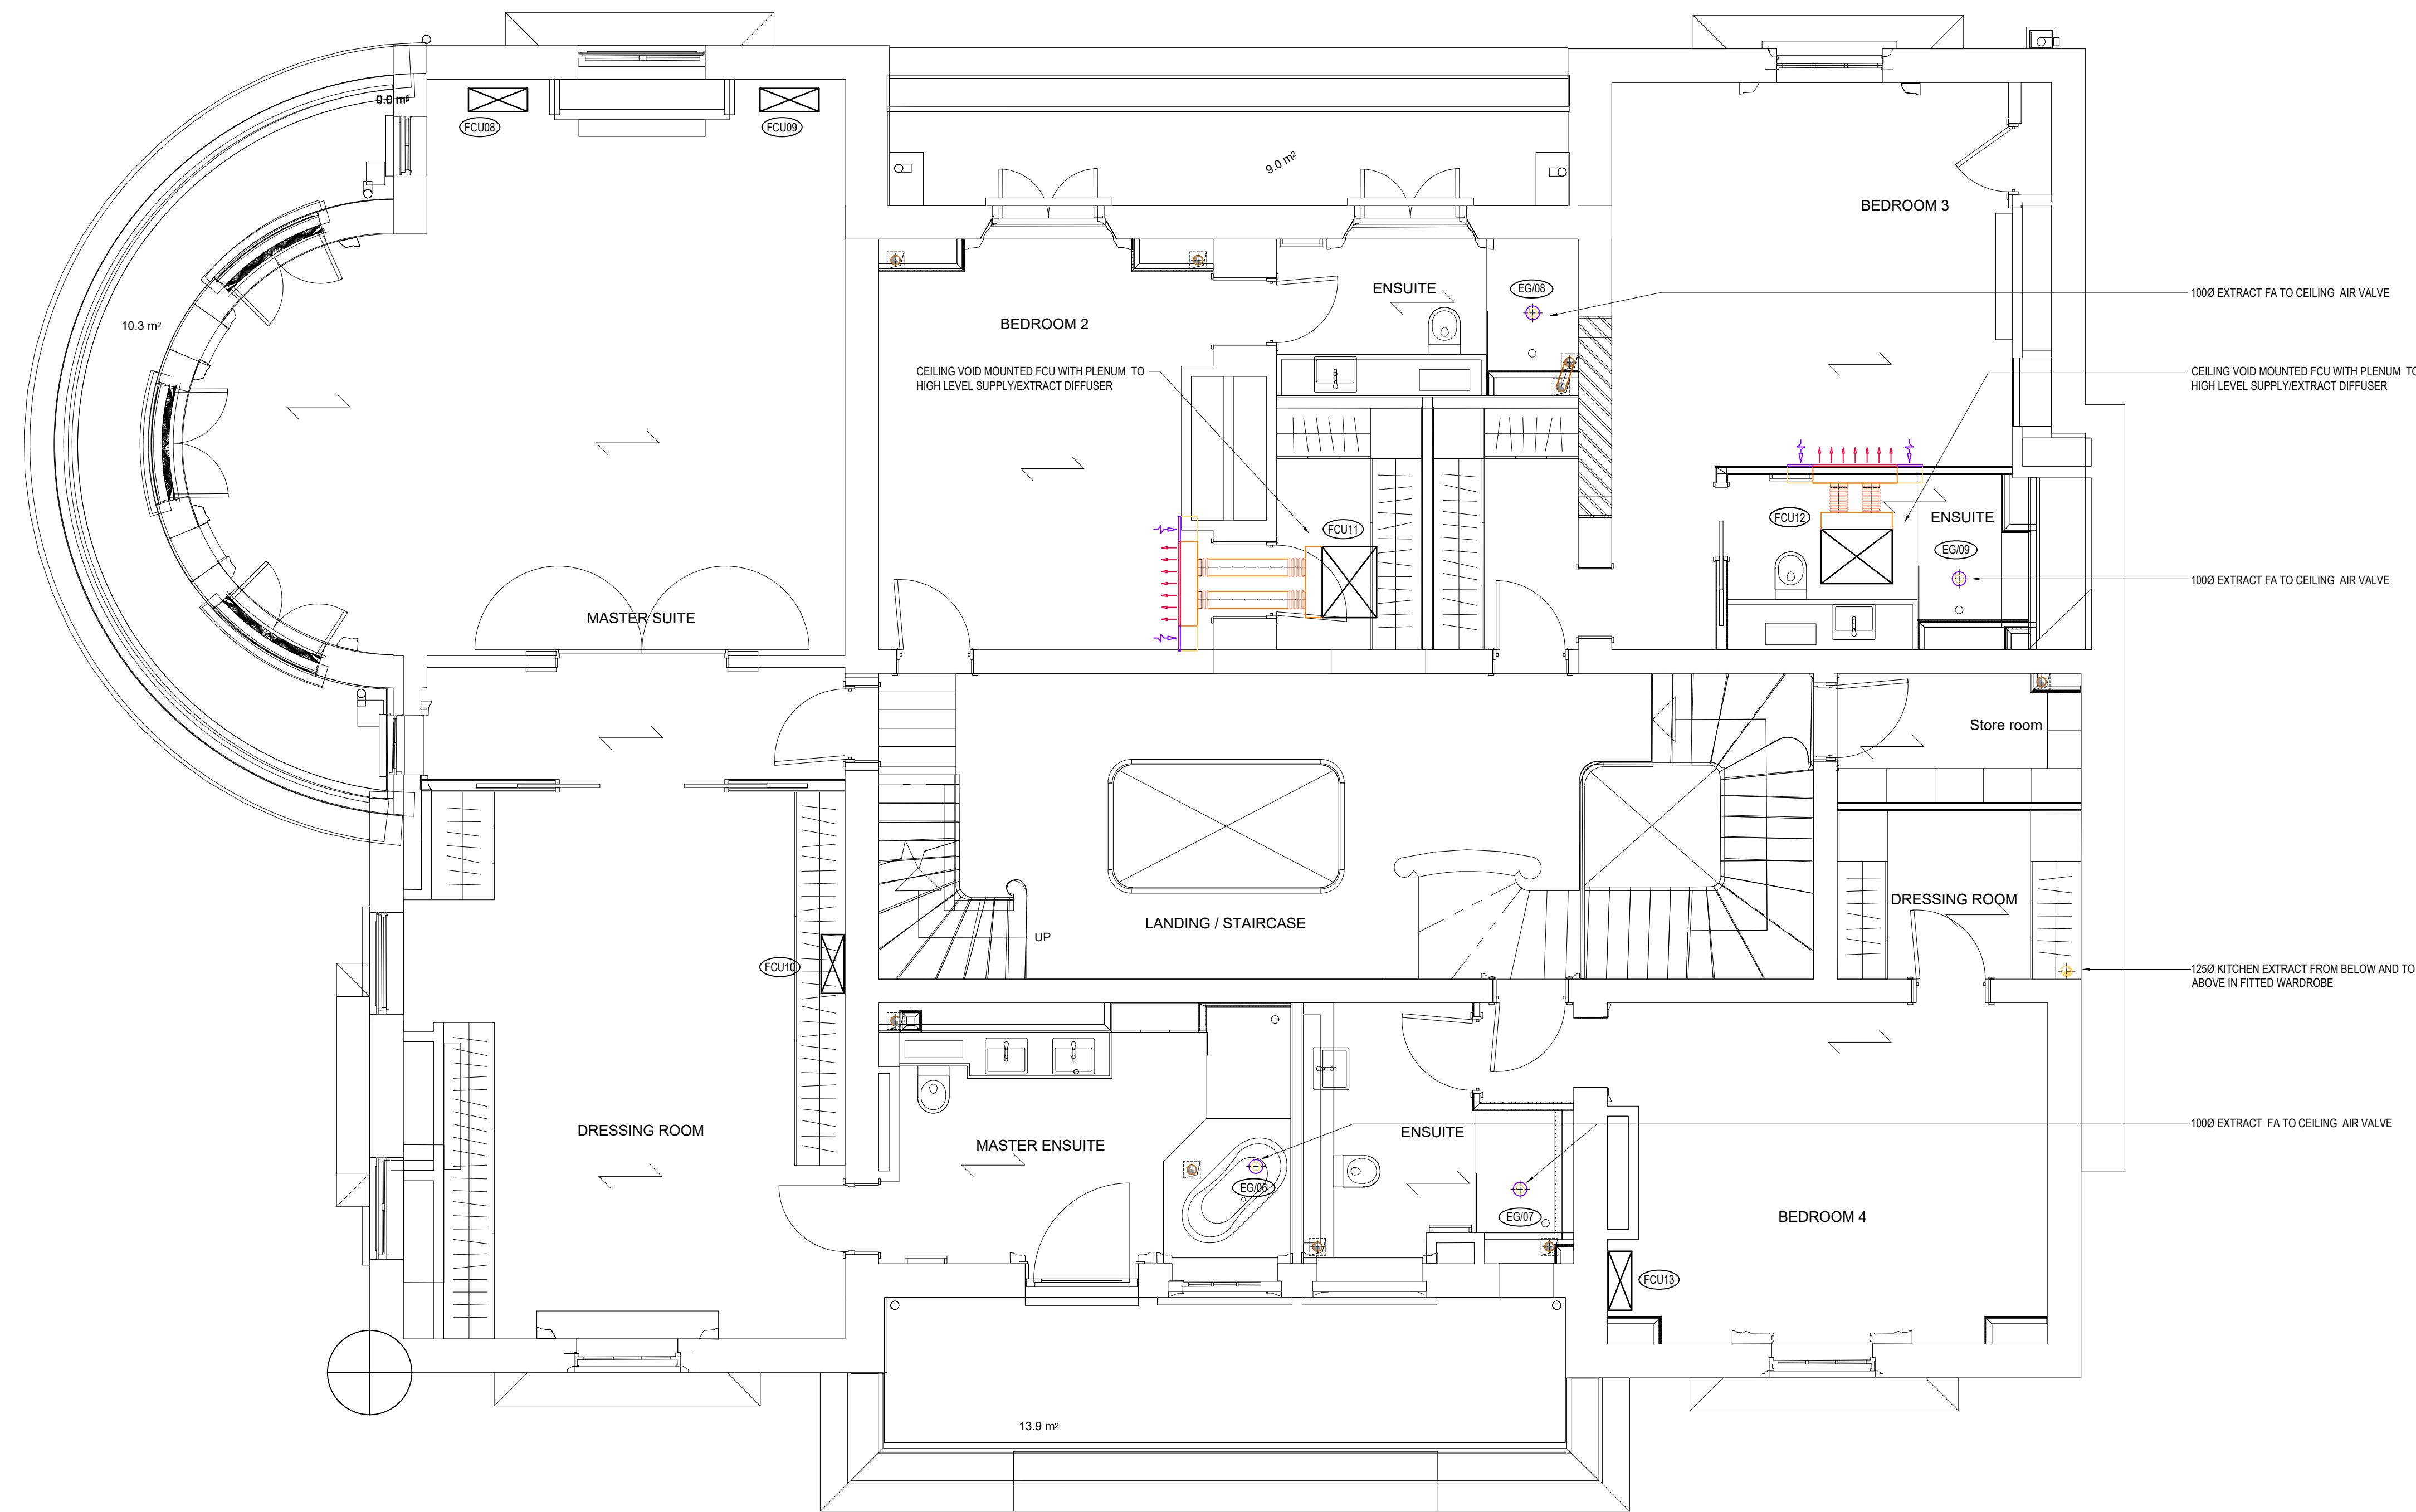 0.0 m²
FCU08
FCU09
9.0 m²
BEDROOM 3
10.3 m²
BEDROOM 2
ENSUITE
EG/08
100Ø EXTRACT FA TO CEILING AIR VALVE
CEILING VOID MOUNTED FCU WITH PLENUM TO
HIGH LEVEL SUPPLY/EXTRACT DIFFUSER
CEILING VOID MOUNTED FCU WITH PLENUM TO
HIGH LEVEL SUPPLY/EXTRACT DIFFUSER
FCU11
FCU12
ENSUITE
EG/09
100Ø EXTRACT FA TO CEILING AIR VALVE
MASTER SUITE
Store room
LANDING / STAIRCASE
UP
DRESSING ROOM
FCU10
125Ø KITCHEN EXTRACT FROM BELOW AND TO
ABOVE IN FITTED WARDROBE
DRESSING ROOM
MASTER ENSUITE
ENSUITE
100Ø EXTRACT FA TO CEILING AIR VALVE
EG/06
EG/07
BEDROOM 4
FCU13
13.9 m²